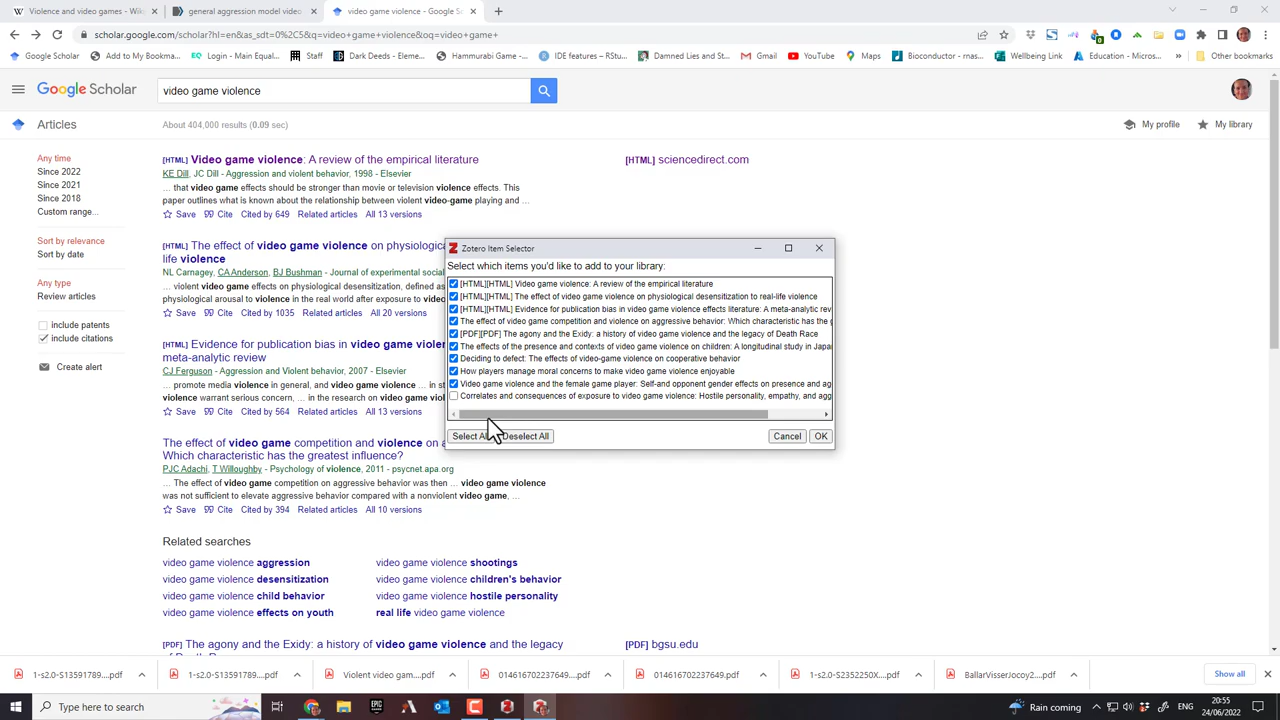 Violence and video games - Wiki
general aggression model video
video game violence - Google Sc
scholar.google.com/scholar?hl=en&as_sdt=0%2C5&q=video+game+violence&oq=video+game+
Google Scholar
Add to My Bookma...
Login - Main Equal...
Staff
Dark Deeds - Eleme...
Hammurabi Game -...
IDE features – RStu...
Damned Lies and St...
Gmail
YouTube
Maps
Bioconductor - rnas...
Wellbeing Link
Education - Micros...
»
Other bookmarks
Google Scholar
video game violence
Articles
About 404,000 results (0.09 sec)
My profile
My library
Any time
Since 2022
Since 2021
Since 2018
Custom range...
Sort by relevance
Sort by date
Any type
Review articles
include patents
include citations
Create alert
[HTML] Video game violence: A review of the empirical literature
KE Dill, JC Dill - Aggression and violent behavior, 1998 - Elsevier
... that video game effects should be stronger than movie or television violence effects. This
paper outlines what is known about the relationship between violent video-game playing and ...
Save Cite Cited by 649 Related articles All 13 versions
[HTML] sciencedirect.com
[HTML] The effect of video game violence on physiological
life violence
NL Carnagey, CA Anderson, BJ Bushman - Journal of experimental social
... violent video game effects on physiological desensitization, defined as
physiological arousal to violence in the real world after exposure to video
Save Cite Cited by 1035 Related articles All 20 versions
[HTML] Evidence for publication bias in video game violence
meta-analytic review
CJ Ferguson - Aggression and Violent behavior, 2007 - Elsevier
... promote media violence in general, and video game violence ... in st
violence warrant serious concern, ... in the research on video game viol
Save Cite Cited by 564 Related articles All 13 versions
The effect of video game competition and violence on a
Which characteristic has the greatest influence?
PJC Adachi, T Willoughby - Psychology of violence, 2011 - psycnet.apa.org
... The effect of video game competition on aggressive behavior was then ... video game violence
was not sufficient to elevate aggressive behavior compared with a nonviolent video game, ...
Save Cite Cited by 394 Related articles All 10 versions
Related searches
video game violence aggression
video game violence desensitization
video game violence child behavior
video game violence effects on youth
video game violence shootings
video game violence children's behavior
video game violence hostile personality
real life video game violence
[PDF] The agony and the Exidy: a history of video game violence and the legacy
[PDF] bgsu.edu
Zotero Item Selector
Select which items you'd like to add to your library:
[HTML][HTML] Video game violence: A review of the empirical literature
[HTML][HTML] The effect of video game violence on physiological desensitization to real-life violence
[HTML][HTML] Evidence for publication bias in video game violence effects literature: A meta-analytic rev
The effect of video game competition and violence on aggressive behavior: Which characteristic has the g
[PDF][PDF] The agony and the Exidy: a history of video game violence and the legacy of Death Race
The effects of the presence and contexts of video game violence on children: A longitudinal study in Japa
Deciding to defect: The effects of video-game violence on cooperative behavior
How players manage moral concerns to make video game violence enjoyable
Video game violence and the female game player: Self-and opponent gender effects on presence and ag
Correlates and consequences of exposure to video game violence: Hostile personality, empathy, and agg
Select Al
Deselect All
Cancel
OK
1-s2.0-S13591789....pdf
1-s2.0-S13591789....pdf
Violent video gam....pdf
014616702237649....pdf
014616702237649.pdf
1-s2.0-S2352250X....pdf
BallarVisserJocoy2....pdf
Show all
Type here to search
EPIC
GAMES
Rain coming
20:55
24/06/2022